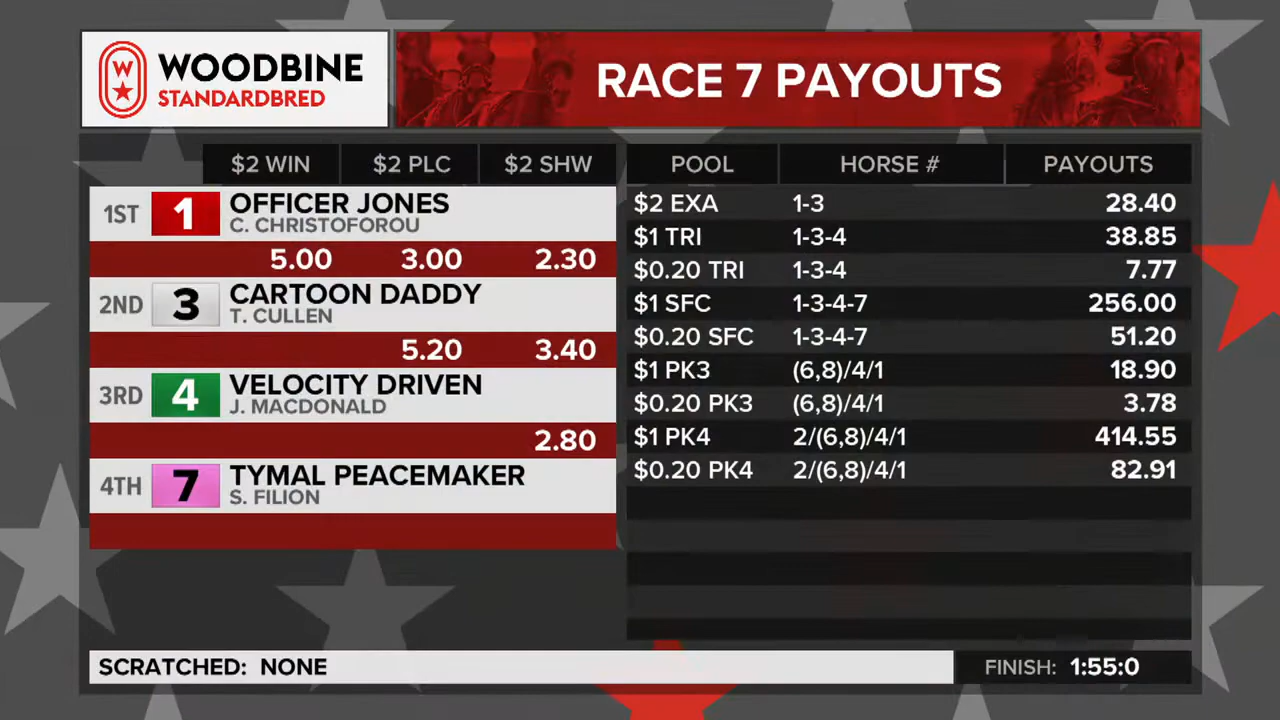 W
WOODBINE
STANDARDBRED
RACE 7 PAYOUTS
$2 WIN $2 PLC $2 SHW
1ST 1 OFFICER JONES
C. CHRISTOFOROU
5.00 3.00 2.30
2ND 3 CARTOON DADDY
T. CULLEN
5.20 3.40
3RD 4 VELOCITY DRIVEN
J. MACDONALD
2.80
4TH 7 TYMAL PEACEMAKER
S. FILION
POOL HORSE # PAYOUTS
$2 EXA 1-3 28.40
$1 TRI 1-3-4 38.85
$0.20 TRI 1-3-4 7.77
$1 SFC 1-3-4-7 256.00
$0.20 SFC 1-3-4-7 51.20
$1 PK3 (6,8)/4/1 18.90
$0.20 PK3 (6,8)/4/1 3.78
$1 PK4 2/(6,8)/4/1 414.55
$0.20 PK4 2/(6,8)/4/1 82.91
SCRATCHED: NONE
FINISH: 1:55:0